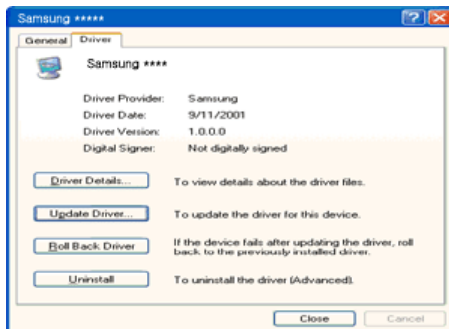 Samsung *****
General Driver
Samsung ****
Driver Provider: Samsung
Driver Date: 9/11/2001
Driver Version: 1.0.0.0
Digital Signer: Not digitally signed
Driver Details... To view details about the driver files.
Update Driver... To update the driver for this device.
Roll Back Driver If the device fails after updating the driver, roll
back to the previously installed driver.
Uninstall To uninstall the driver (Advanced).
Close Cancel